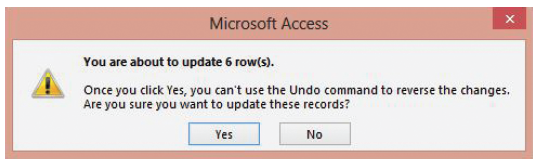 Microsoft Access
You are about to update 6 row(s).
Once you click Yes, you can't use the Undo command to reverse the changes.
Are you sure you want to update these records?
Yes
No